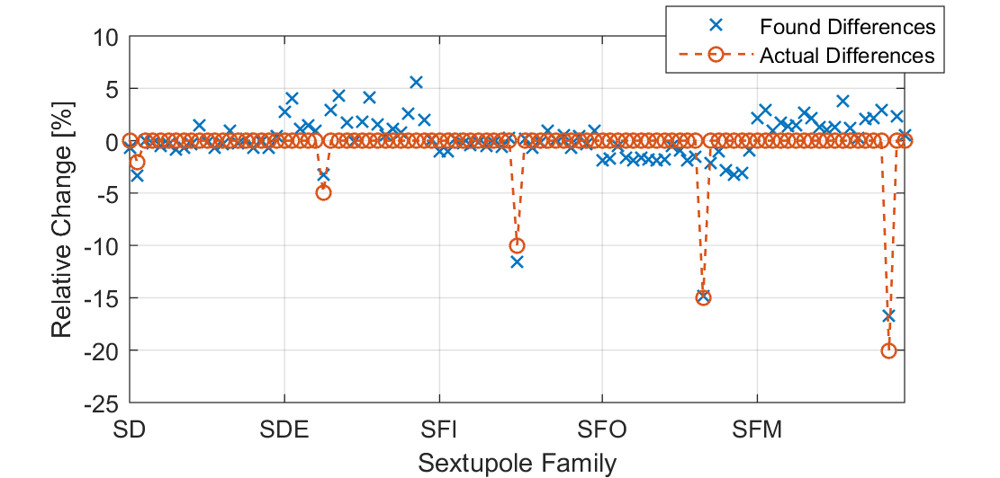 Found Differences
Actual Differences
10
5
0
-5
-10
-15
-20
-25
Relative Change [%]
SD SDE SFI SFO SFM
Sextupole Family